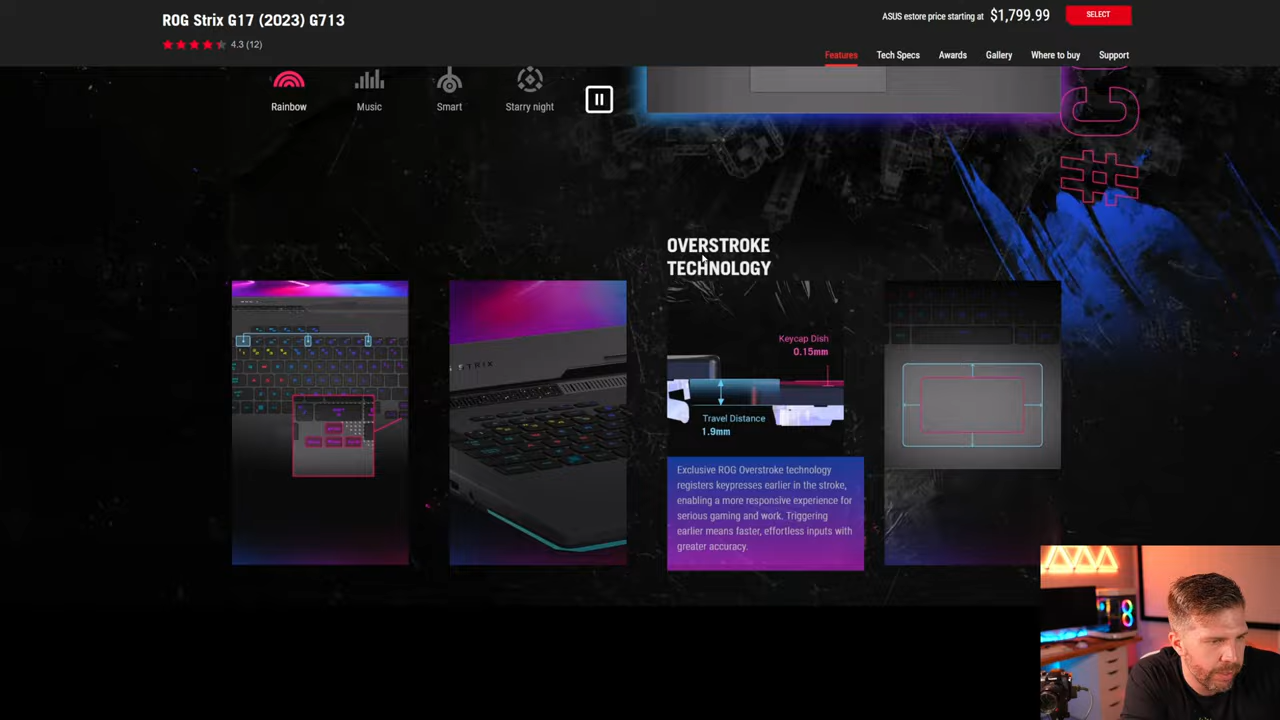 ROG Strix G17 (2023) G713
4.3 (12)
ASUS estore price starting at $1,799.99
SELECT
Features
Tech Specs
Awards
Gallery
Where to buy
Support
Rainbow
Music
Smart
Starry night
#C
OVERSTROKE
TECHNOLOGY
STRIX
Keycap Dish
0.15mm
Travel Distance
1.9mm
Exclusive ROG Overstroke technology
registers keypresses earlier in the stroke,
enabling a more responsive experience for
serious gaming and work. Triggering
earlier means faster, effortless inputs with
greater accuracy.